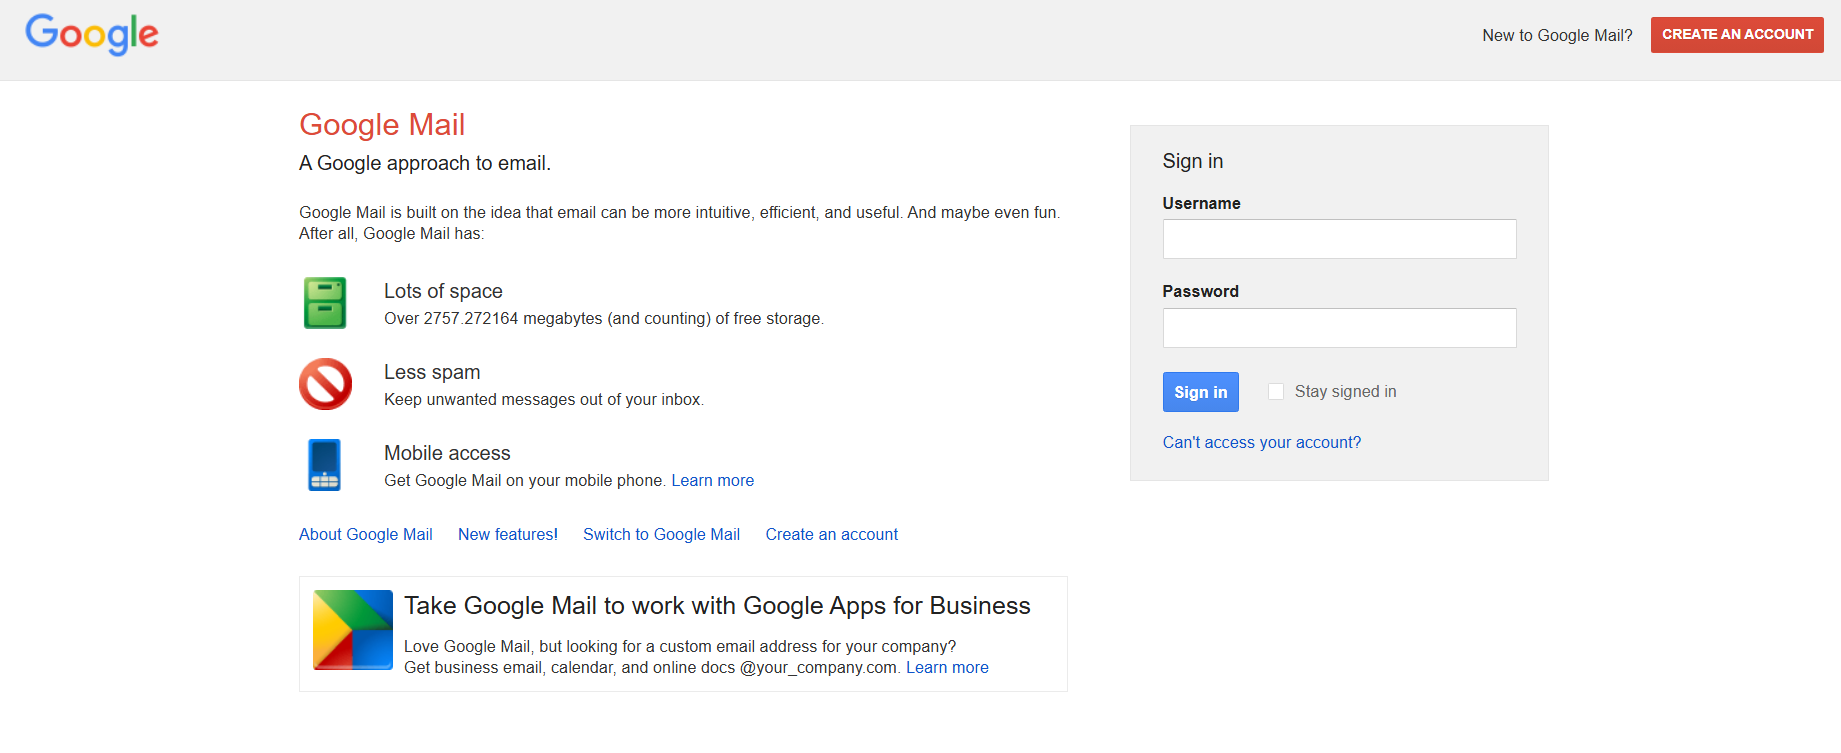 Google
New to Google Mail?
CREATE AN ACCOUNT
Google Mail
A Google approach to email.
Google Mail is built on the idea that email can be more intuitive, efficient, and useful. And maybe even fun.
After all, Google Mail has:
Lots of space
Over 2757.272164 megabytes (and counting) of free storage.
Less spam
Keep unwanted messages out of your inbox.
Mobile access
Get Google Mail on your mobile phone. Learn more
About Google Mail New features! Switch to Google Mail Create an account
Take Google Mail to work with Google Apps for Business
Love Google Mail, but looking for a custom email address for your company?
Get business email, calendar, and online docs @your_company.com. Learn more
Sign in
Username
Password
Sign in
Stay signed in
Can't access your account?